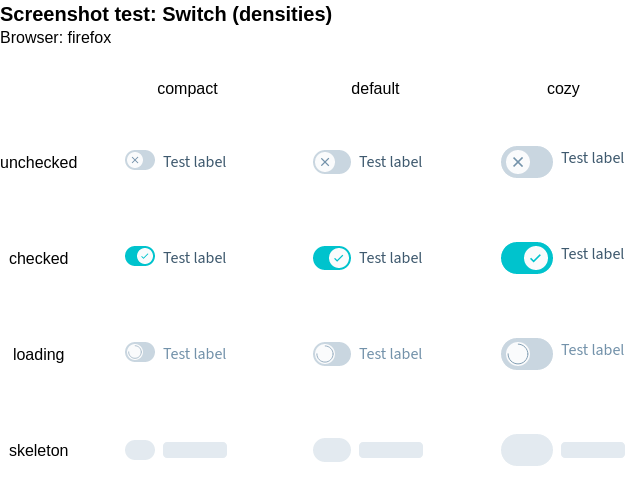 Screenshot test: Switch (densities)
Browser: firefox
compact default cozy
unchecked Test label Test label Test label
checked Test label Test label Test label
loading Test label Test label Test label
skeleton